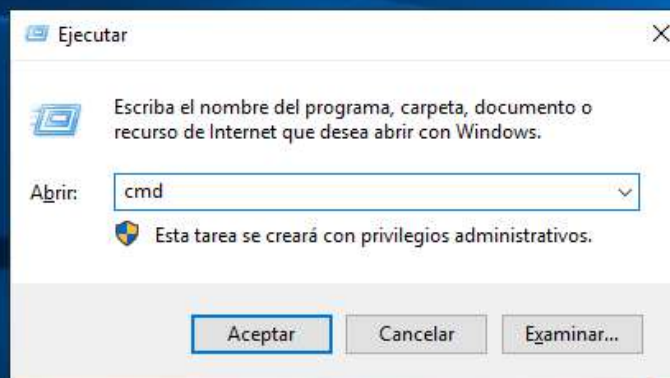 Ejecutar
Escriba el nombre del programa, carpeta, documento o
recurso de Internet que desea abrir con Windows.
Abrir: cmd
Esta tarea se creará con privilegios administrativos.
Aceptar Cancelar Examinar...